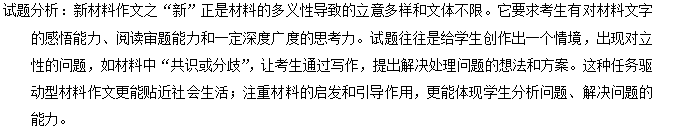 试题分析：新材料作文之“新”正是材料的多义性导致的立意多样和文体不限。它要求考生有对材料文字
的感悟能力、阅读审题能力和一定深度广度的思考力。试题往往是给学生创作出一个情境，出现对立
性的问题，如材料中“共识或分歧”，让考生通过写作，提出解决处理问题的想法和方案。这种任务驱
动型材料作文更能贴近社会生活；注重材料的启发和引导作用，更能体现学生分析问题、解决问题的
能力。